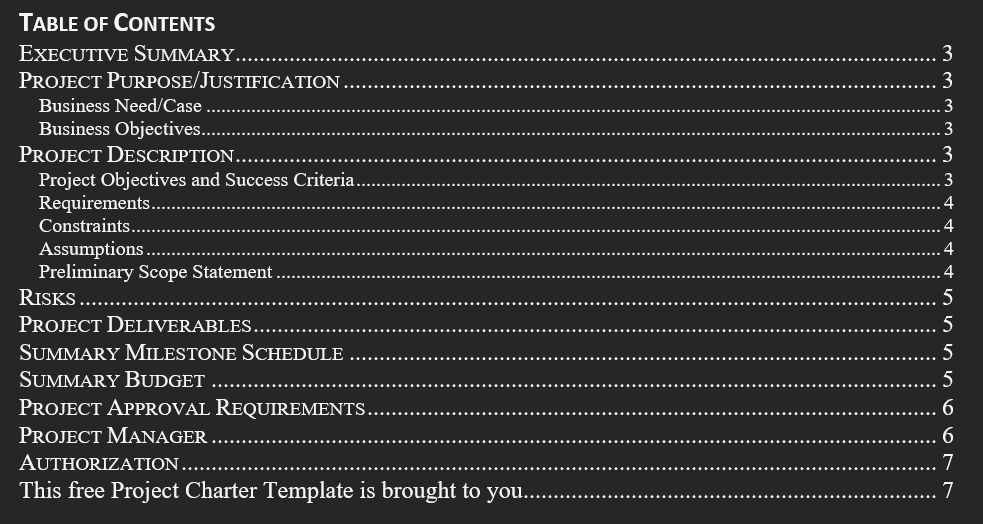 TABLE OF CONTENTS
EXECUTIVE SUMMARY.......................................................................................................................... 3
PROJECT PURPOSE/JUSTIFICATION................................................................................................... 3
Business Need/Case ................................................................................................................................ 3
Business Objectives................................................................................................................................. 3
PROJECT DESCRIPTION...................................................................................................................... 3
Project Objectives and Success Criteria................................................................................................. 3
Requirements........................................................................................................................................... 4
Constraints............................................................................................................................................... 4
Assumptions ............................................................................................................................................ 4
Preliminary Scope Statement .................................................................................................................. 4
RISKS .................................................................................................................................................. 5
PROJECT DELIVERABLES.................................................................................................................. 5
SUMMARY MILESTONE SCHEDULE .................................................................................................. 5
SUMMARY BUDGET ........................................................................................................................... 5
PROJECT APPROVAL REQUIREMENTS............................................................................................... 6
PROJECT MANAGER .......................................................................................................................... 6
AUTHORIZATION................................................................................................................................ 7
This free Project Charter Template is brought to you..................................................................... 7